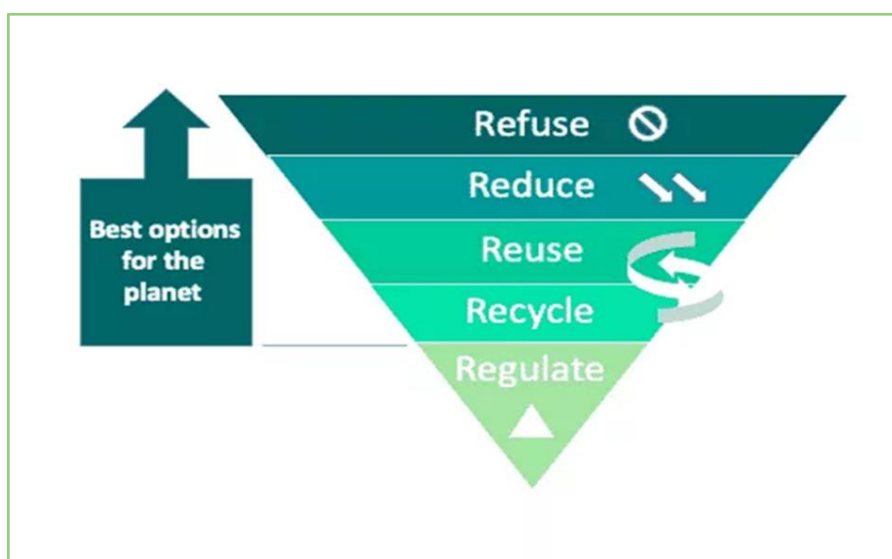 Refuse
Reduce
Reuse
Recycle
Regulate
Best options
for the
planet